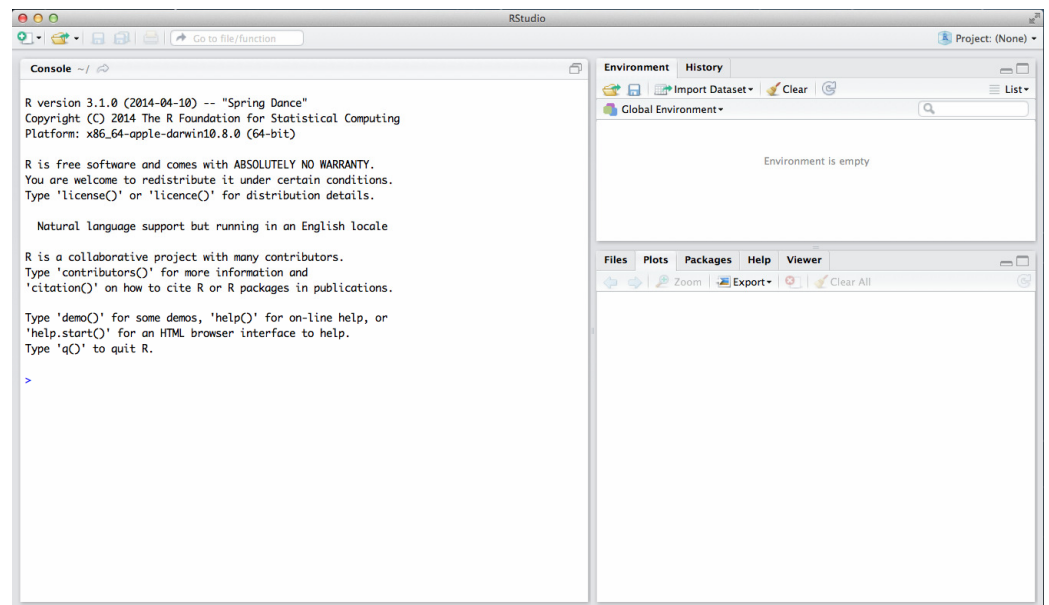 RStudio
Go to file/function
Project: (None)
Console ~/
R version 3.1.0 (2014-04-10) -- "Spring Dance"
Copyright (C) 2014 The R Foundation for Statistical Computing
Platform: x86_64-apple-darwin10.8.0 (64-bit)
R is free software and comes with ABSOLUTELY NO WARRANTY.
You are welcome to redistribute it under certain conditions.
Type 'license()' or 'licence()' for distribution details.
Natural language support but running in an English locale
R is a collaborative project with many contributors.
Type 'contributors()' for more information and
'citation()' on how to cite R or R packages in publications.
Type 'demo()' for some demos, 'help()' for on-line help, or
'help.start()' for an HTML browser interface to help.
Type 'q()' to quit R.
>
Environment History
Import Dataset Clear List
Global Environment
Environment is empty
Files Plots Packages Help Viewer
Zoom Export Clear All